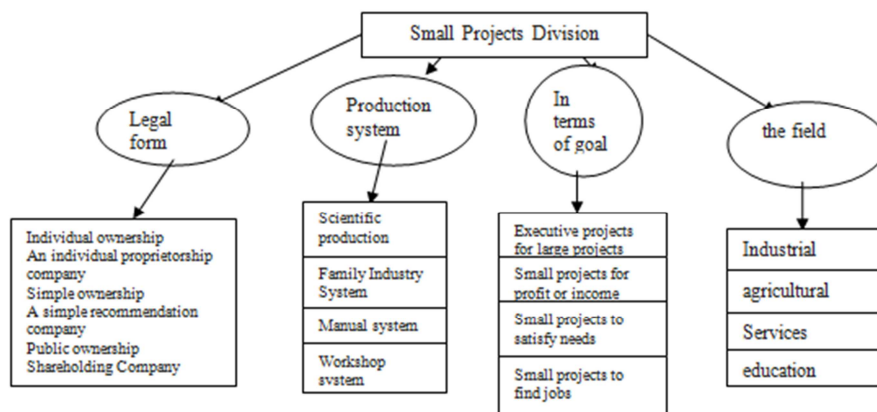 Small Projects Division
Legal
form
Production
system
In
terms
of goal
the field
Individual ownership
An individual proprietorship
company
Simple ownership
A simple recommendation
company
Public ownership
Shareholding Company
Scientific
production
Family Industry
System
Manual system
Workshop
system
Executive projects
for large projects
Small projects for
profit or income
Small projects to
satisfy needs
Small projects to
find jobs
Industrial
agricultural
Services
education